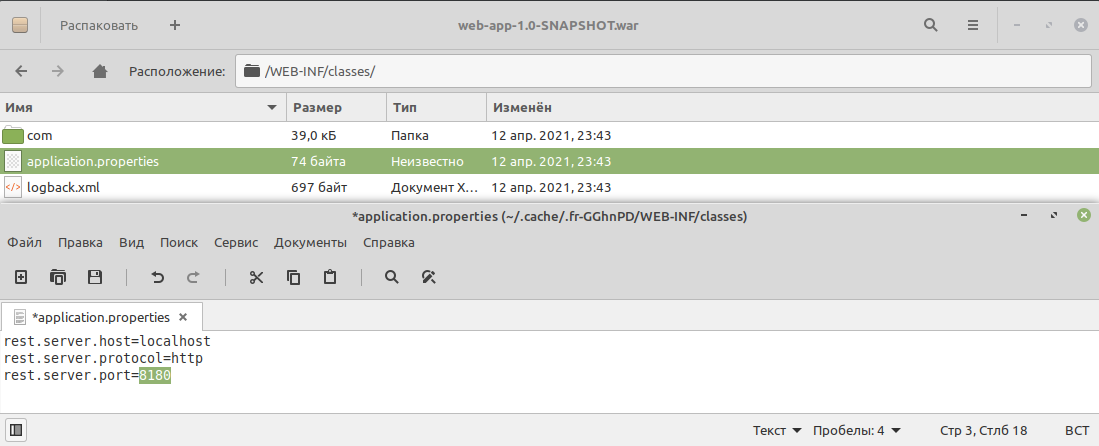 Распаковать + web-app-1.0-SNAPSHOT.war
Расположение: /WEB-INF/classes/
Имя Размер Тип Изменён
com 39,0 кБ Папка 12 апр. 2021, 23:43
application.properties 74 байта Неизвестно 12 апр. 2021, 23:43
</> logback.xml 697 байт Документ X... 12 апр. 2021, 23:43
*application.properties (~/.cache/.fr-GGhnPD/WEB-INF/classes)
Файл Правка Вид Поиск Сервис Документы Справка
*application.properties
rest.server.host=localhost
rest.server.protocol=http
rest.server.port=8180
Текст Пробелы: 4 Стр 3, Стлб 18 ВСТ